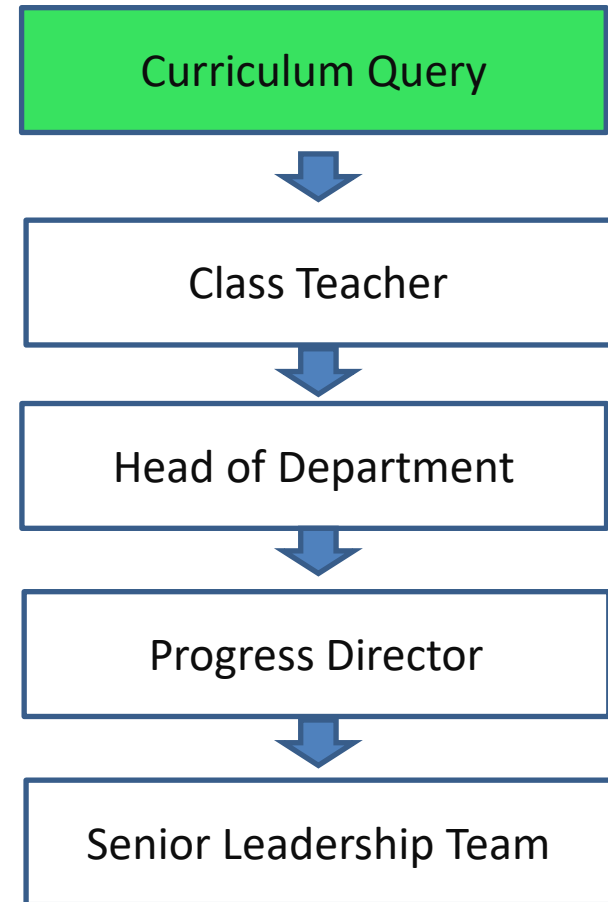 Curriculum Query
Class Teacher
Head of Department
Progress Director
Senior Leadership Team